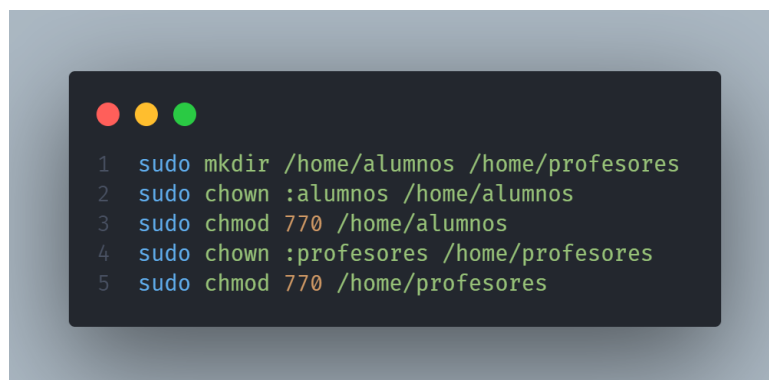 1 sudo mkdir /home/alumnos /home/profesores
2 sudo chown :alumnos /home/alumnos
3 sudo chmod 770 /home/alumnos
4 sudo chown :profesores /home/profesores
5 sudo chmod 770 /home/profesores